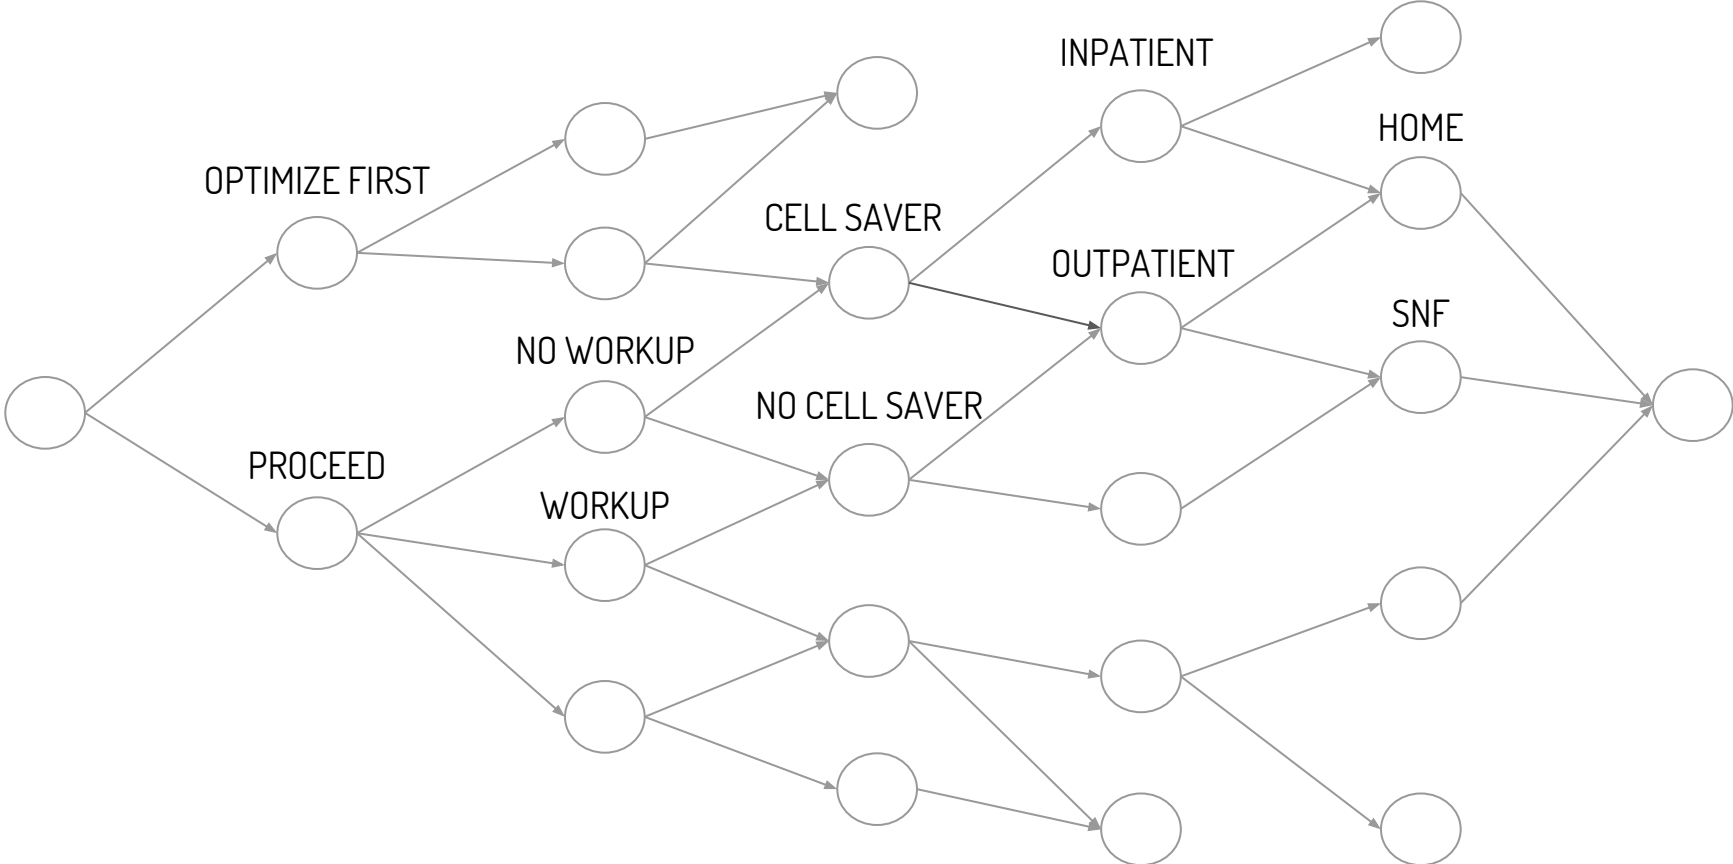 INPATIENT
HOME
OPTIMIZE FIRST
CELL SAVER
OUTPATIENT
SNF
NO WORKUP
NO CELL SAVER
PROCEED
WORKUP